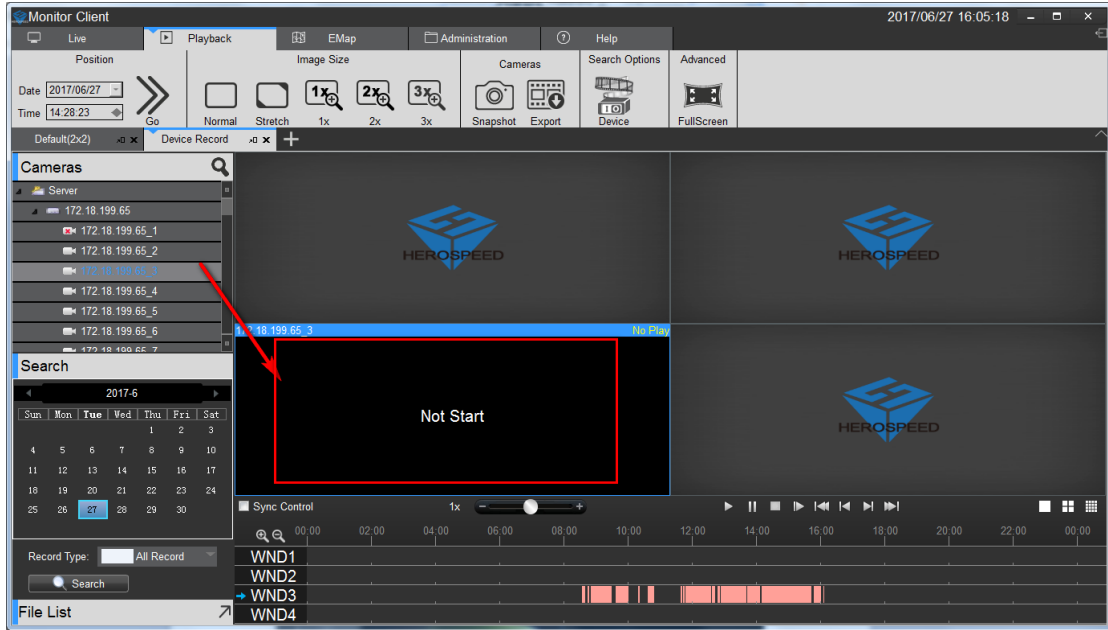 Monitor Client 2017/06/27 16:05:18
Live Playback EMap Administration ? Help
Position Image Size Cameras Search Options Advanced
Date 2017/06/27
Time 14:28:23
1x 2x 3x
Go Normal Stretch 1x 2x 3x Snapshot Export Device FullScreen
Default(2x2) Device Record
Cameras
Server
172.18.199.65
172.18.199.65_1
172.18.199.65_2
172.18.199.65_3
172.18.199.65_4
172.18.199.65_5
172.18.199.65_6
172.18.199.65_7
HEROSPEED
HEROSPEED
172.18.199.65_3 No Play
Not Start
HEROSPEED
Search
2017-6
Sun Mon Tue Wed Thu Fri Sat
1 2 3
4 5 6 7 8 9 10
11 12 13 14 15 16 17
18 19 20 21 22 23 24
25 26 27 28 29 30
Record Type: All Record
Search
File List
Sync Control 1x
00:00 02:00 04:00 06:00 08:00 10:00 12:00 14:00 16:00 18:00 20:00 22:00 00:00
WND1
WND2
WND3
WND4